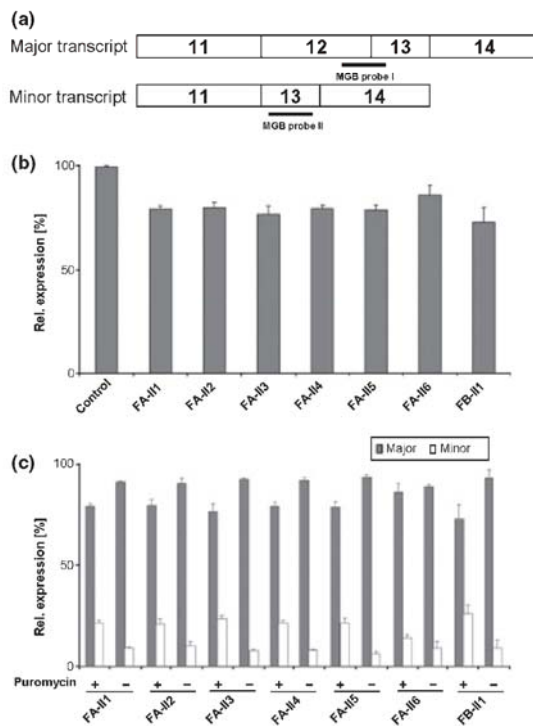 (a)
Major transcript 11 12 13 14
MGB probe I
Minor transcript 11 13 14
MGB probe II
(b)
Rel. expression [%]
100
50
0
Control FA-II1 FA-II2 FA-II3 FA-II4 FA-II5 FA-II6 FB-II1
(c)
Major Minor
Rel. expression [%]
100
50
0
Puromycin + − + − + − + − + − + − + −
FA-II1 FA-II2 FA-II3 FA-II4 FA-II5 FA-II6 FB-II1